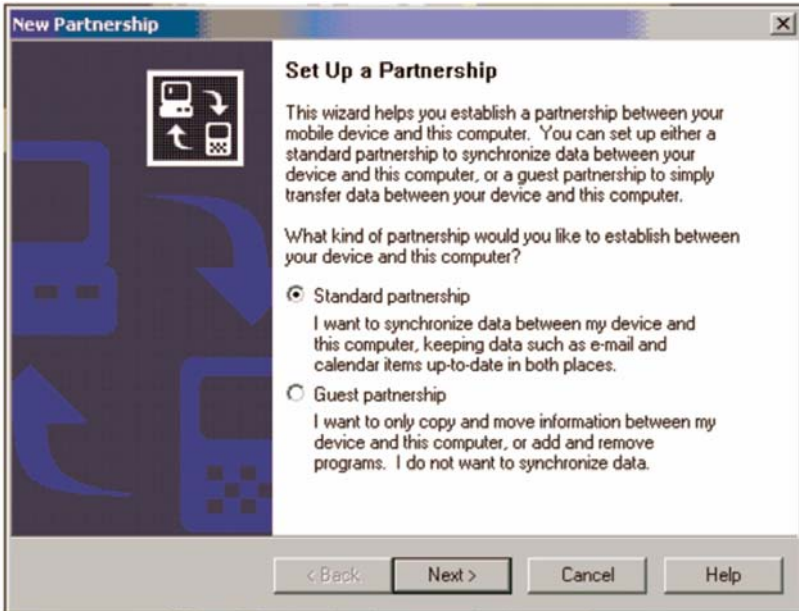 New Partnership
Set Up a Partnership
This wizard helps you establish a partnership between your
mobile device and this computer. You can set up either a
standard partnership to synchronize data between your
device and this computer, or a guest partnership to simply
transfer data between your device and this computer.
What kind of partnership would you like to establish between
your device and this computer?
Standard partnership
I want to synchronize data between my device and
this computer, keeping data such as e-mail and
calendar items up-to-date in both places.
Guest partnership
I want to only copy and move information between my
device and this computer, or add and remove
programs. I do not want to synchronize data.
< Back Next > Cancel Help